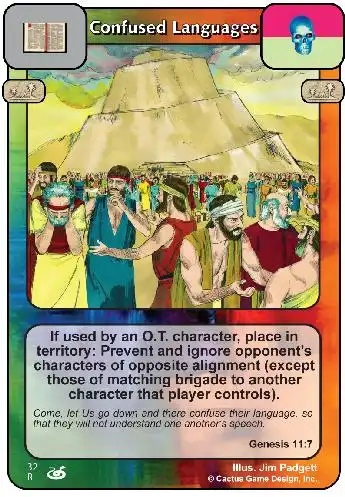 Confused Languages
If used by an O.T. character, place in
territory: Prevent and ignore opponent's
characters of opposite alignment (except
those of matching brigade to another
character that player controls).
Come, let Us go down and there confuse their language, so
that they will not understand one another's speech.
Genesis 11:7
32
R
Illus. Jim Padgett
© Cactus Game Design, Inc.